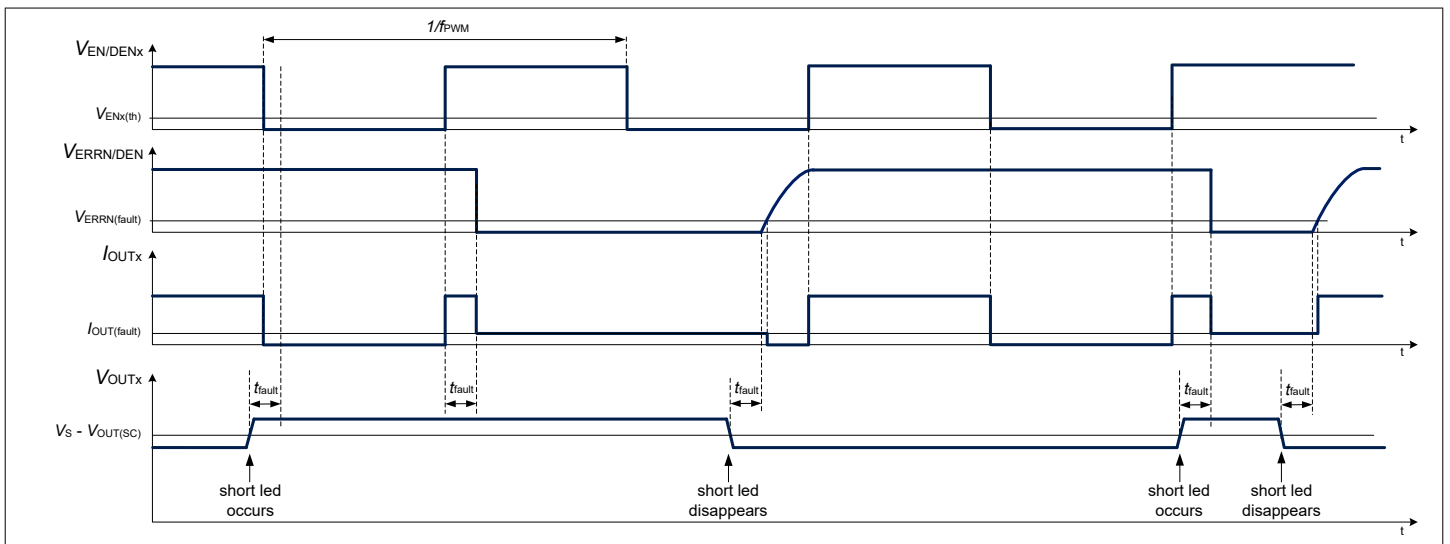 1/fPWM
VEN/DENx
VENx(th)
t
VERRN/DEN
VERRN(fault)
t
IOUTx
IOUT(fault)
t
VOUTx
tfault
tfault
tfault
tfault
tfault
VS - VOUT(SC)
short led
occurs
short led
disappears
short led
occurs
short led
disappears
t